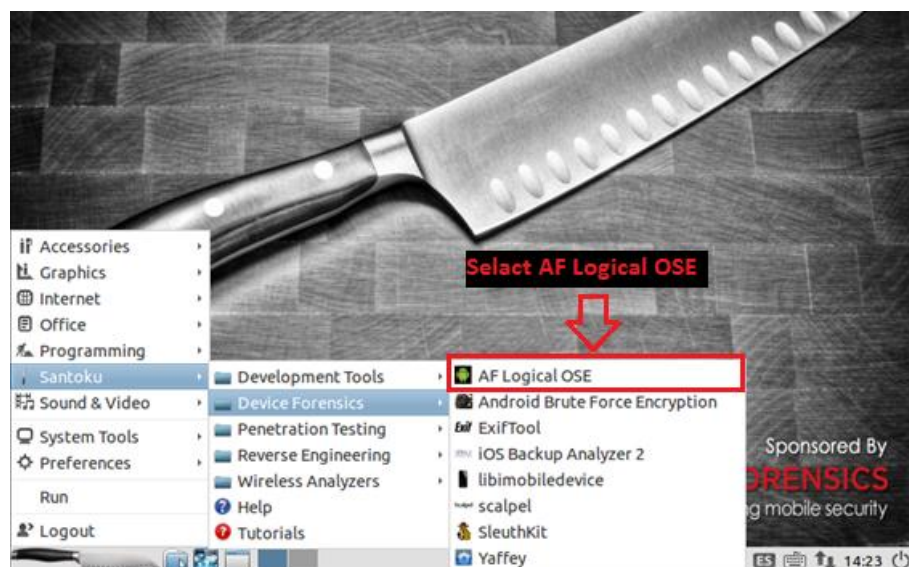 Selact AF Logical OSE
Accessories
Graphics
Internet
Office
Programming
Santoku
Sound & Video
System Tools
Preferences
Run
Logout
Development Tools
Device Forensics
Penetration Testing
Reverse Engineering
Wireless Analyzers
Help
Tutorials
AF Logical OSE
Android Brute Force Encryption
Exif ExifTool
iOS Backup Analyzer 2
libimobiledevice
scalpel
SleuthKit
Yaffey
Sponsored By
ORENSICS
mobile security
ES 14:23